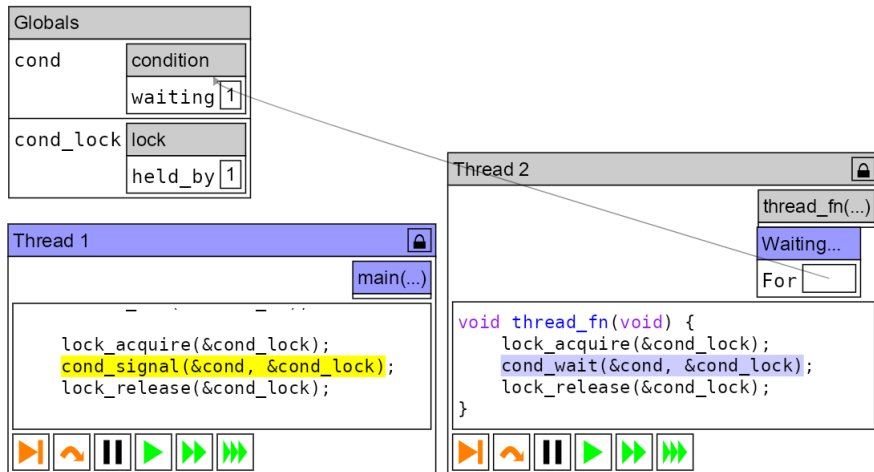 Globals
cond
condition
waiting 1
cond_lock
lock
held_by 1
Thread 1
main(...)
lock_acquire(&cond_lock);
cond_signal(&cond, &cond_lock);
lock_release(&cond_lock);
Thread 2
thread_fn(...)
Waiting...
For
void thread_fn(void) {
lock_acquire(&cond_lock);
cond_wait(&cond, &cond_lock);
lock_release(&cond_lock);
}